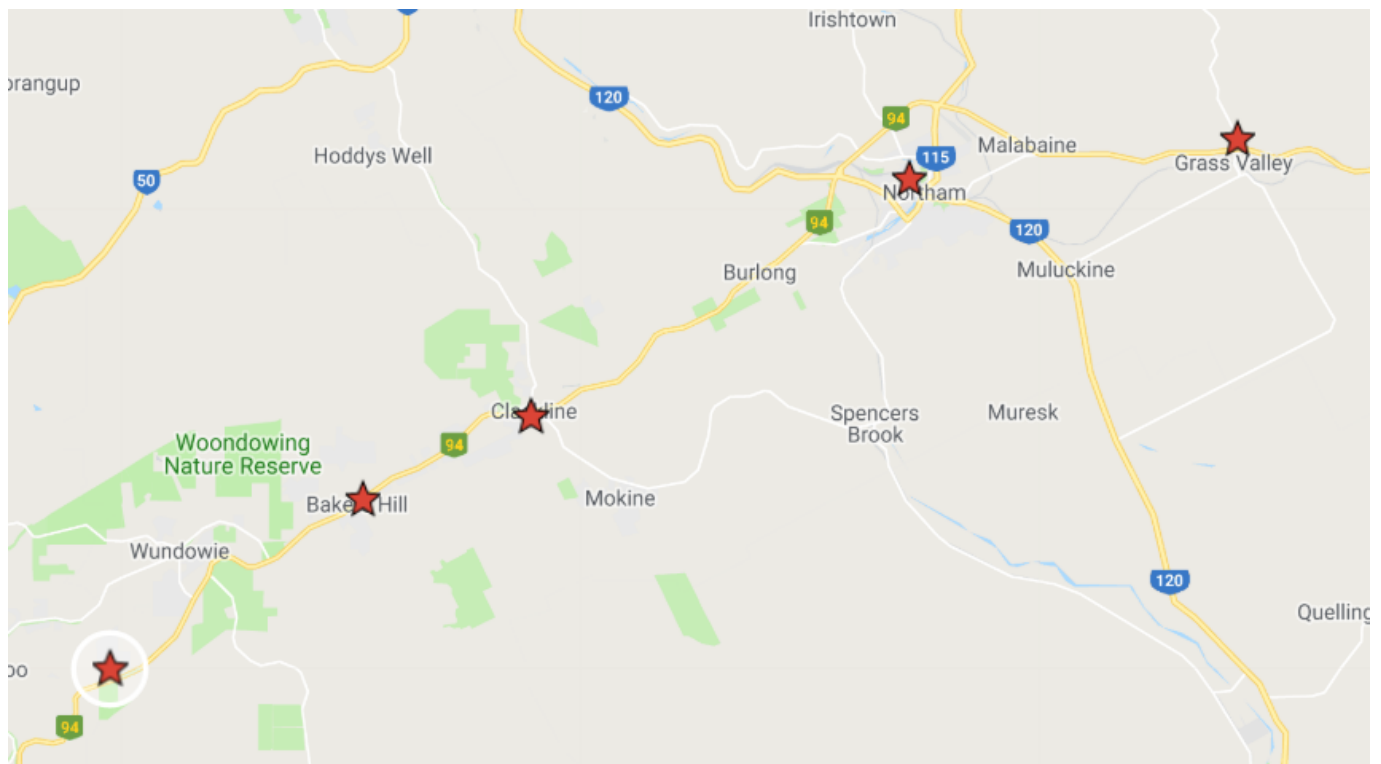 Irishtown
orangup
120
94
Malabaine
Hoddys Well
115
Grass Valley
50
Northam
94
120
Burlong
Muluckine
Spencers
Brook
Muresk
94
Woondowing
Nature Reserve
Mokine
Hill
Wundowie
120
Quelling
oo
94